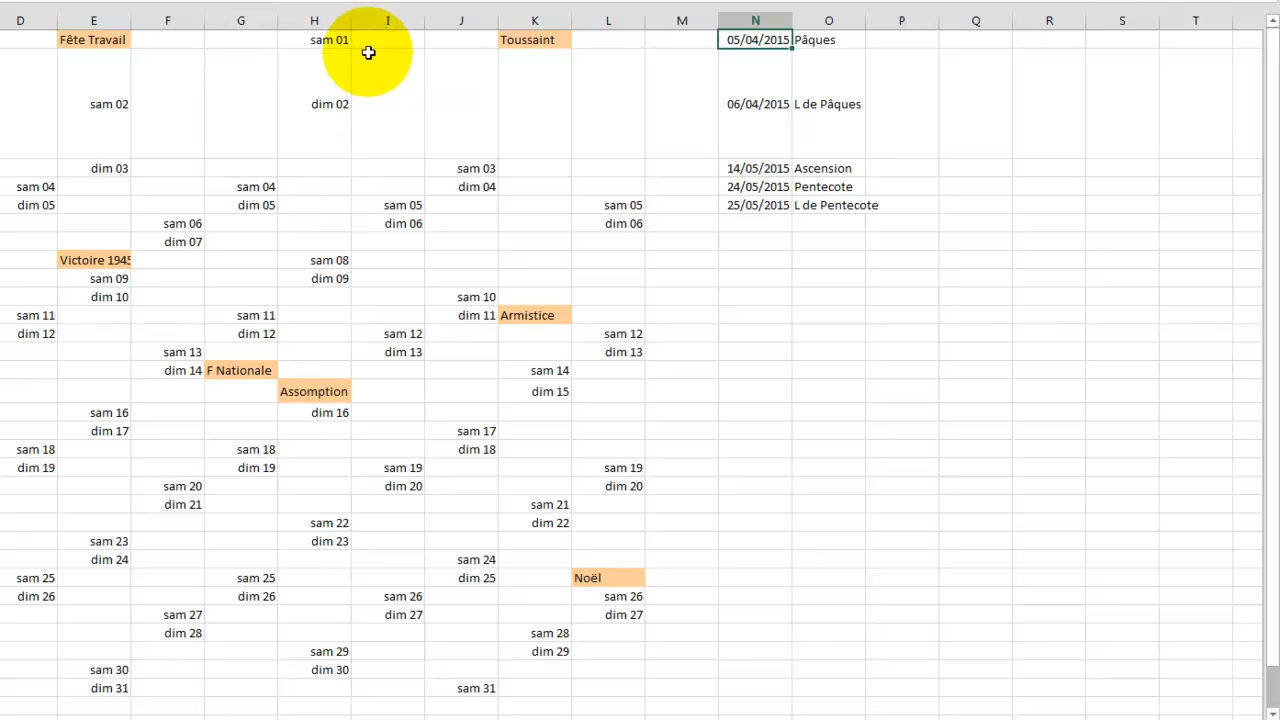 D E F G H I J K L M N O P Q R S T
Fête Travail sam 01 Toussaint 05/04/2015 Pâques
sam 02 dim 02 06/04/2015 L de Pâques
dim 03 sam 03 14/05/2015 Ascension
sam 04 sam 04 dim 04 24/05/2015 Pentecote
dim 05 dim 05 sam 05 sam 05 25/05/2015 L de Pentecote
sam 06 dim 06 dim 06
dim 07
Victoire 1945 sam 08
sam 09 dim 09
dim 10 sam 10
sam 11 sam 11 dim 11 Armistice
dim 12 dim 12 sam 12 sam 12
sam 13 dim 13 dim 13
dim 14 F Nationale sam 14
Assomption dim 15
sam 16 dim 16
dim 17 sam 17
sam 18 sam 18 dim 18
dim 19 dim 19 sam 19 sam 19
sam 20 dim 20 dim 20
dim 21 sam 21
sam 22 dim 22
sam 23 dim 23
dim 24 sam 24
sam 25 sam 25 dim 25 Noël
dim 26 dim 26 sam 26 sam 26
sam 27 dim 27 dim 27
dim 28 sam 28
sam 29 dim 29
sam 30 dim 30
dim 31 sam 31